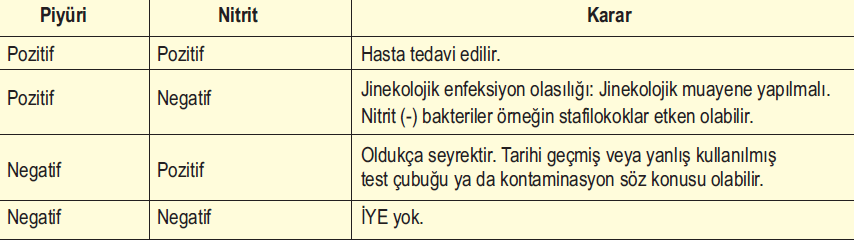 Piyüri Nitrit Karar
Pozitif Pozitif Hasta tedavi edilir.
Pozitif Negatif Jinekolojik enfeksiyon olasılığı: Jinekolojik muayene yapılmalı.
Nitrit (-) bakteriler örneğin stafilokoklar etken olabilir.
Negatif Pozitif Oldukça seyrektir. Tarihi geçmiş veya yanlış kullanılmış
test çubuğu ya da kontaminasyon söz konusu olabilir.
Negatif Negatif İYE yok.